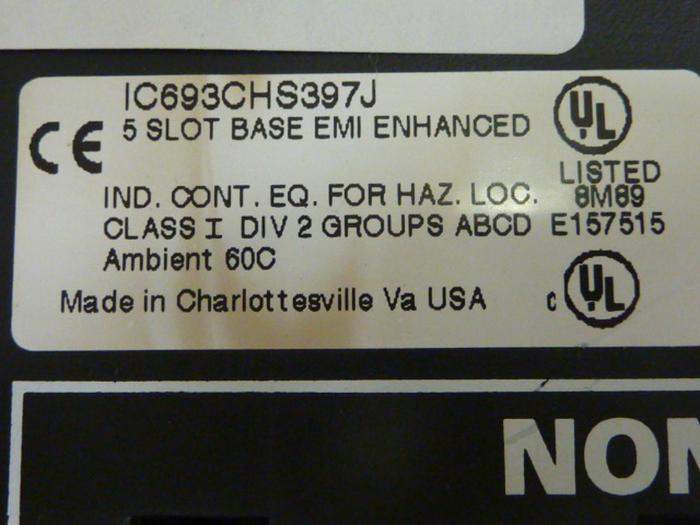 IC693CHS397J
5 SLOT BASE EMI ENHANCED
CE
UL
LISTED
IND. CONT. EQ. FOR HAZ. LOC. 8M89
CLASS I DIV 2 GROUPS ABCD E157515
Ambient 60C
Made in Charlottesville Va USA
c UL
NON